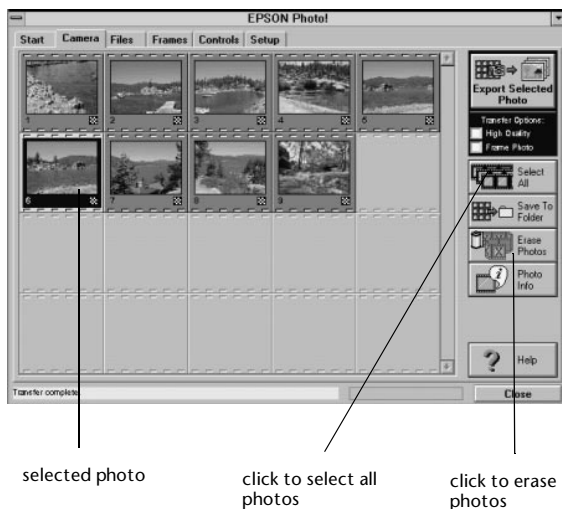 EPSON Photo!
Start Camera Files Frames Controls Setup
Export Selected
Photo
Transfer Options:
High Quality
Frame Photo
1 2 3 4 5
Select
All
6 7 8 9
Save To
Folder
Erase
Photos
Photo
Info
? Help
Transfer complete
Close
selected photo
click to select all
photos
click to erase
photos